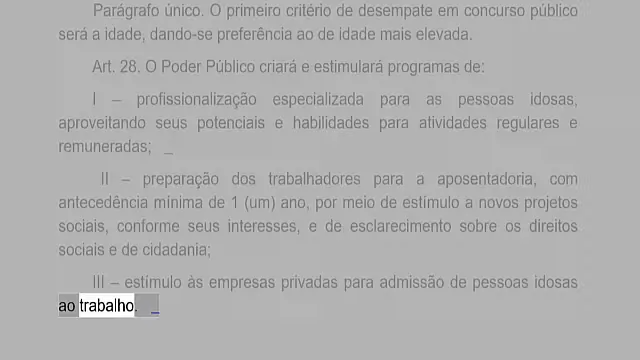 Parágrafo único. O primeiro critério de desempate em concurso público
será a idade, dando-se preferência ao de idade mais elevada.
Art. 28. O Poder Público criará e estimulará programas de:
I – profissionalização especializada para as pessoas idosas,
aproveitando seus potenciais e habilidades para atividades regulares e
remuneradas; _
II – preparação dos trabalhadores para a aposentadoria, com
antecedência mínima de 1 (um) ano, por meio de estímulo a novos projetos
sociais, conforme seus interesses, e de esclarecimento sobre os direitos
sociais e de cidadania;
III – estímulo às empresas privadas para admissão de pessoas idosas
ao trabalho. _